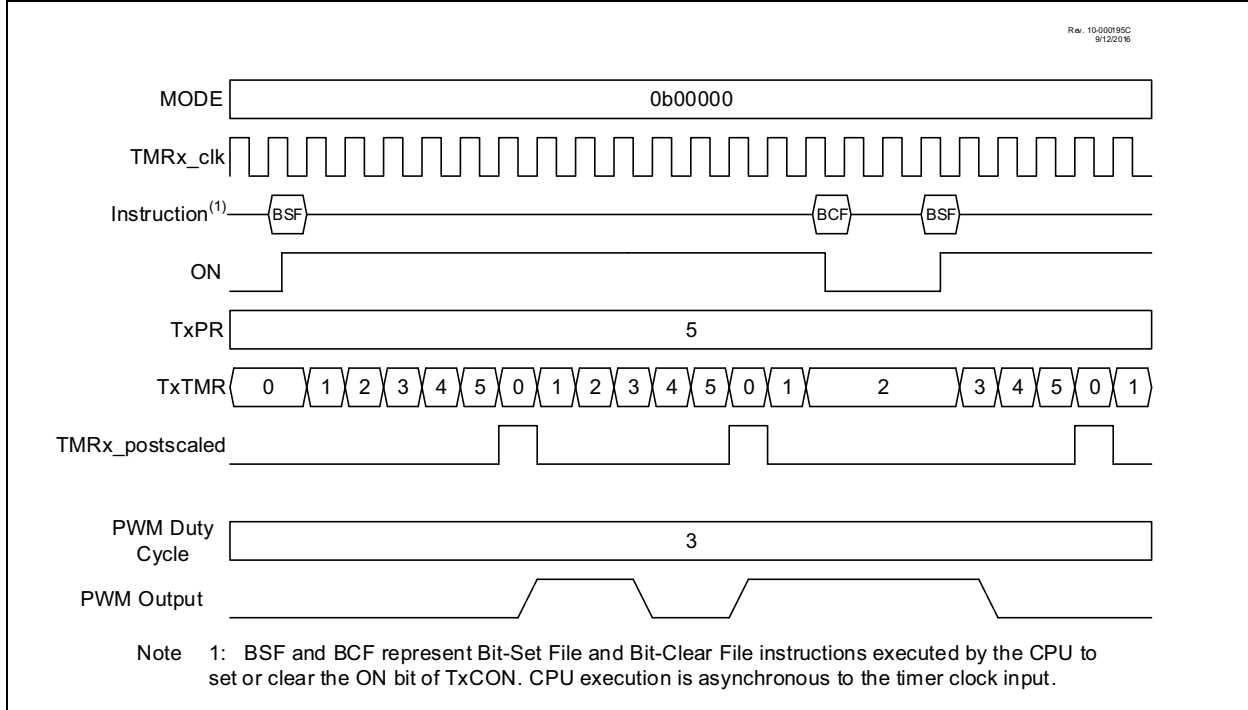 Rev. 10-000195C
9/12/2016
MODE 0b00000
TMRx_clk
Instruction(1) BSF BCF BSF
ON
TxPR 5
TxTMR 0 1 2 3 4 5 0 1 2 3 4 5 0 1 2 3 4 5 0 1
TMRx_postscaled
PWM Duty
Cycle
3
PWM Output
Note 1: BSF and BCF represent Bit-Set File and Bit-Clear File instructions executed by the CPU to
set or clear the ON bit of TxCON. CPU execution is asynchronous to the timer clock input.